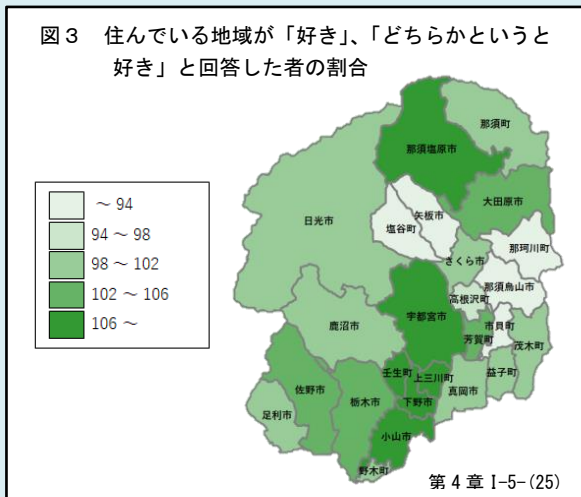 図3 住んでいる地域が「好き」、「どちらかというと
好き」と回答した者の割合
～ 94
94 ～ 98
98 ～ 102
102 ～ 106
106 ～
那須町
那須塩原市
大田原市
日光市
矢板市
塩谷町
那珂川町
さくら市
那須烏山市
高根沢町
宇都宮市
市貝町
茂木町
芳賀町
鹿沼市
壬生町
上三川町
益子町
真岡市
佐野市
栃木市
下野市
足利市
小山市
野木町
第4章 I-5-(25)